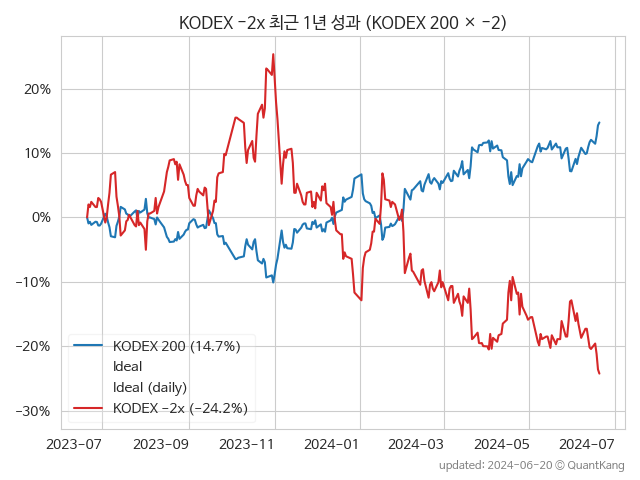 KODEX -2x 최근 1년 성과 (KODEX 200 × -2)
20%
10%
0%
-10%
-20%
-30%
KODEX 200 (14.7%)
Ideal
Ideal (daily)
KODEX -2x (-24.2%)
2023-07 2023-09 2023-11 2024-01 2024-03 2024-05 2024-07
updated: 2024-06-20 © QuantKang